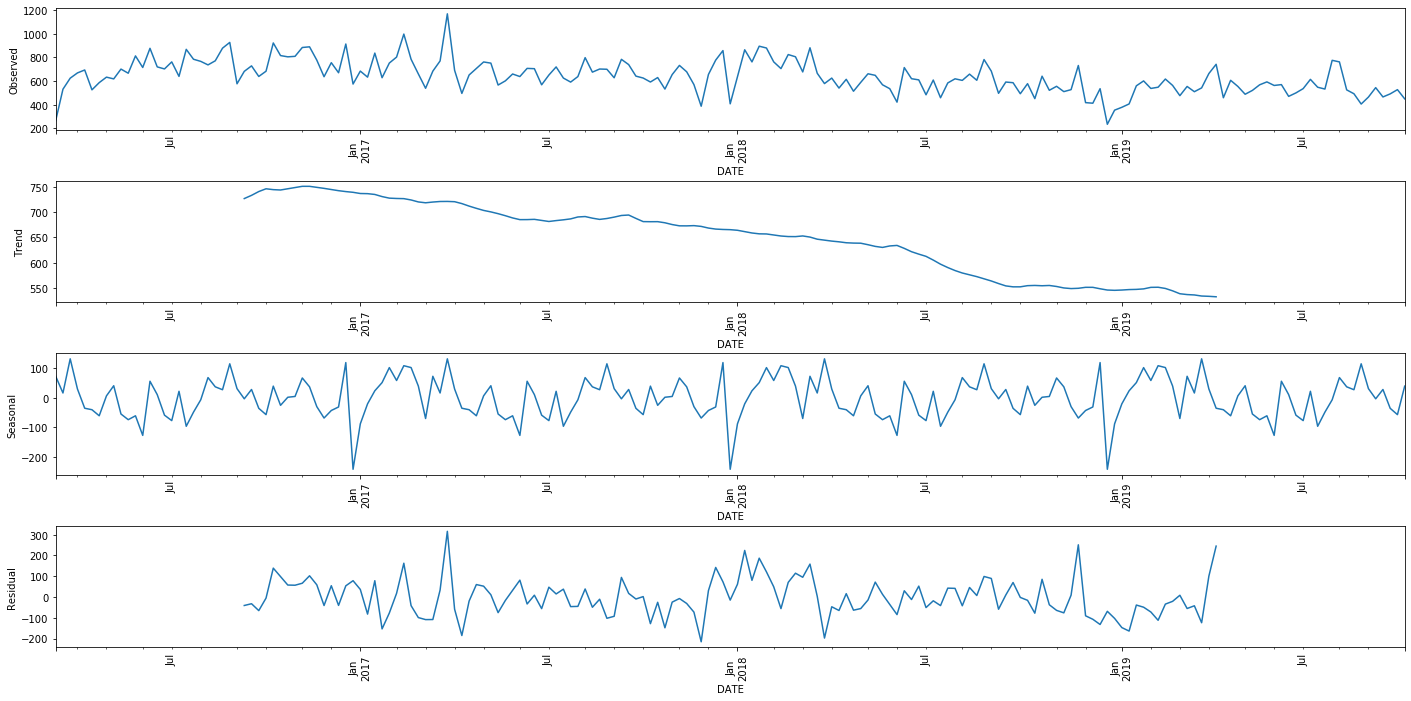 Observed
1200
1000
800
600
400
200
Jul
Jan
2017
Jul
Jan
2018
Jul
Jan
2019
Jul
DATE
Trend
750
700
650
600
550
Jul
Jan
2017
Jul
Jan
2018
Jul
Jan
2019
Jul
DATE
Seasonal
100
0
−100
−200
Jul
Jan
2017
Jul
Jan
2018
Jul
Jan
2019
Jul
DATE
Residual
300
200
100
0
−100
−200
Jul
Jan
2017
Jul
Jan
2018
Jul
Jan
2019
Jul
DATE